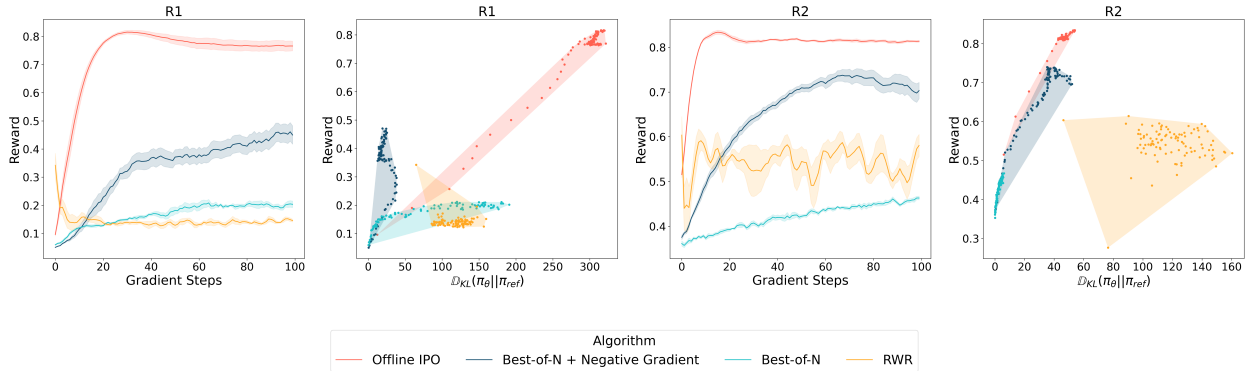 R1
Reward
0.8
0.7
0.6
0.5
0.4
0.3
0.2
0.1
0 20 40 60 80 100
Gradient Steps
R1
Reward
0.8
0.7
0.6
0.5
0.4
0.3
0.2
0.1
0 50 100 150 200 250 300
𝔻KL(πθ||πref)
R2
Reward
0.8
0.7
0.6
0.5
0.4
0 20 40 60 80 100
Gradient Steps
R2
Reward
0.8
0.7
0.6
0.5
0.4
0.3
0 20 40 60 80 100 120 140 160
𝔻KL(πθ||πref)
Algorithm
Offline IPO Best-of-N + Negative Gradient Best-of-N RWR